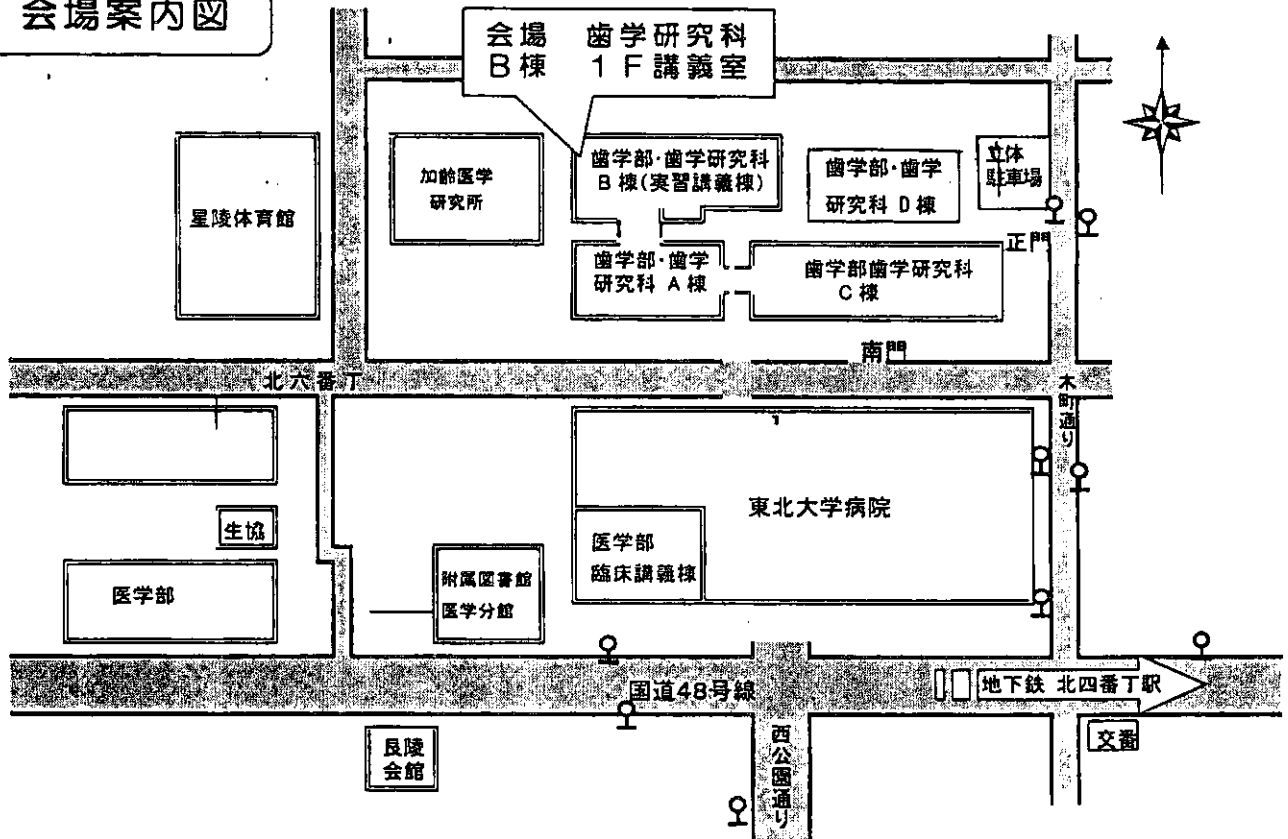 会場案内図
会場 歯学研究科
B棟 1F講義室
星陵体育館
加齢医学
研究所
歯学部・歯学研究科
B棟(実習講義棟)
歯学部・歯学
研究科 D棟
立体
駐車場
正門
歯学部・歯学
研究科 A棟
歯学部歯学研究科
C棟
南門
北六番丁
木町通り
生協
医学部
附属図書館
医学分館
医学部
臨床講義棟
東北大学病院
国道48号線
地下鉄 北四番丁駅
艮陵
会館
西公園通り
交番